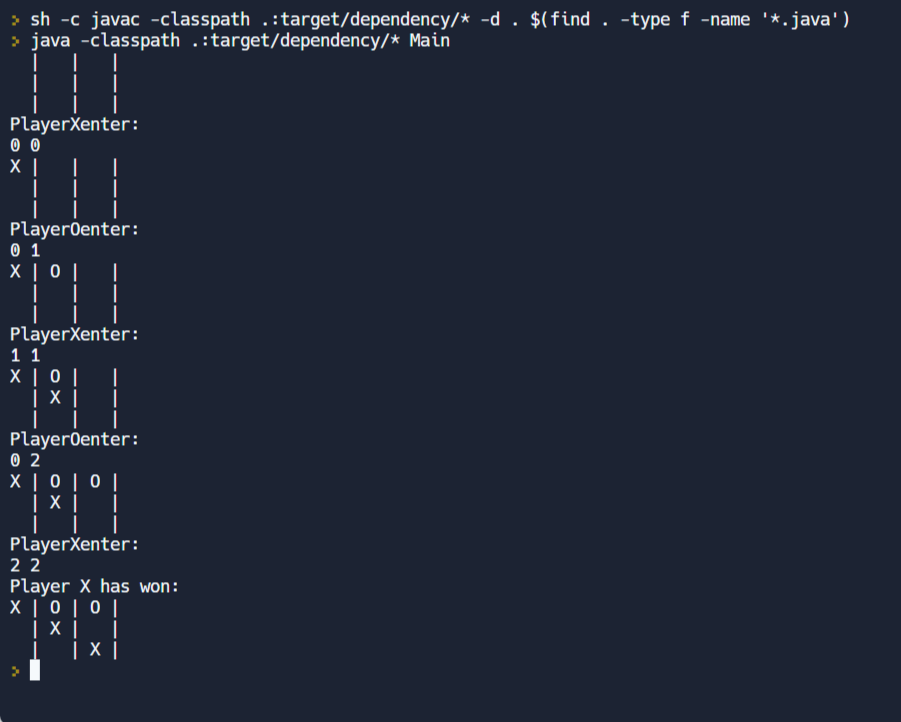 > sh -c javac -classpath .:target/dependency/* -d . $(find . -type f -name '*.java')
> java -classpath .:target/dependency/* Main
  |   |   |
  |   |   |
  |   |   |
PlayerXenter:
0 0
X |   |   |
  |   |   |
  |   |   |
PlayerOenter:
0 1
X | O |   |
  |   |   |
  |   |   |
PlayerXenter:
1 1
X | O |   |
  | X |   |
  |   |   |
PlayerOenter:
0 2
X | O | O |
  | X |   |
  |   |   |
PlayerXenter:
2 2
Player X has won:
X | O | O |
  | X |   |
  |   | X |
>